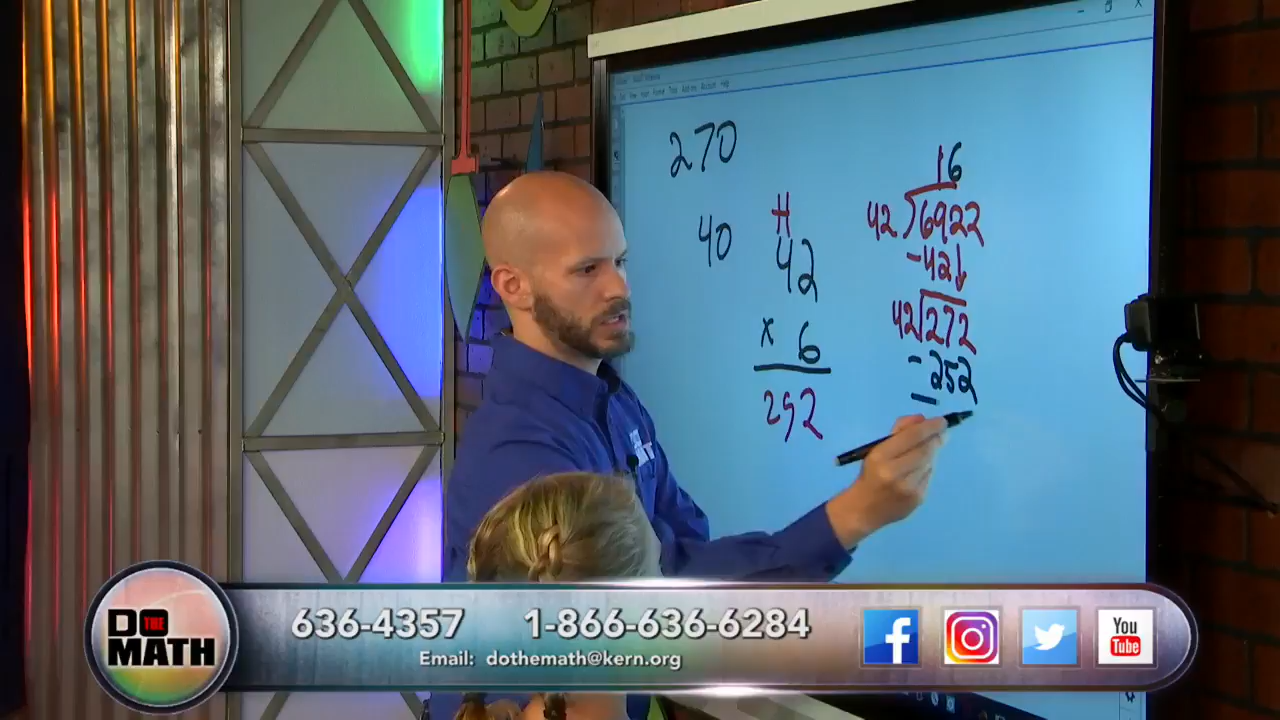 270
40
H
42
x 6
252
16
42)6922
-42↓
42)272
-252
DO THE MATH
636-4357 1-866-636-6284
Email: dothemath@kern.org
f
You Tube